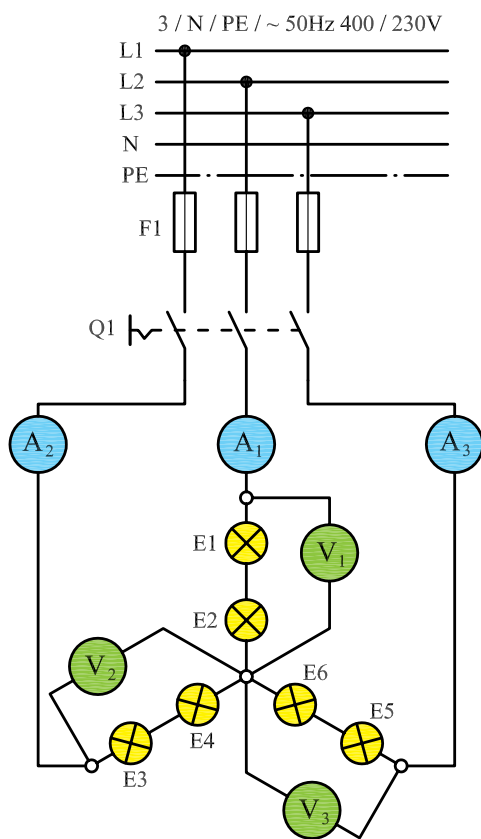 3 / N / PE / ~ 50Hz 400 / 230V
L1
L2
L3
N
PE
F1
Q1
A₂
A₁
A₃
E1
V₁
E2
V₂
E6
E5
E4
E3
V₃